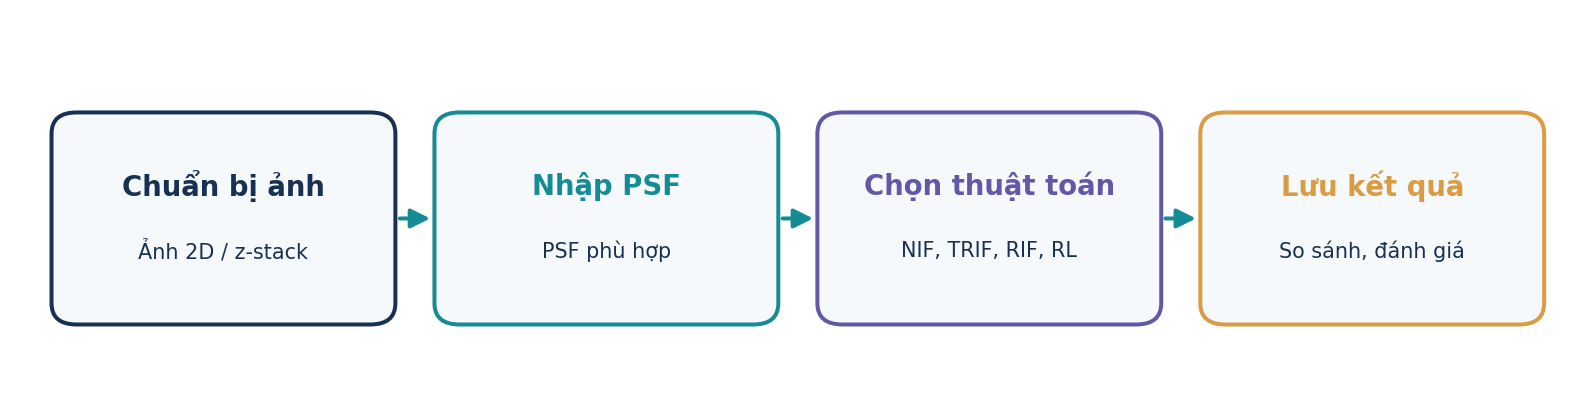 Chuẩn bị ảnh
Ảnh 2D / z-stack
Nhập PSF
PSF phù hợp
Chọn thuật toán
NIF, TRIF, RIF, RL
Lưu kết quả
So sánh, đánh giá